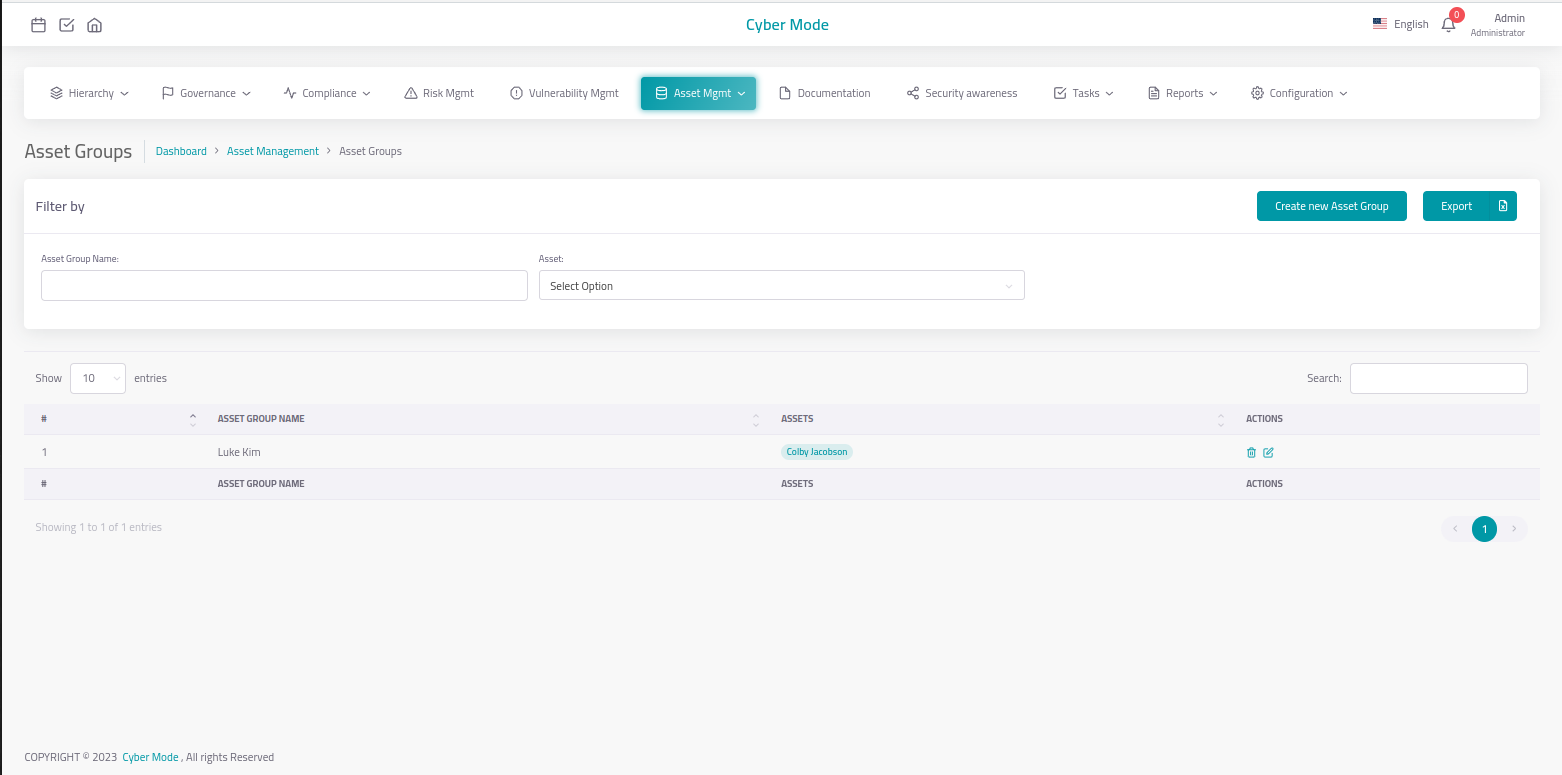 Cyber Mode
English
0
Admin
Administrator
Hierarchy
Governance
Compliance
Risk Mgmt
Vulnerability Mgmt
Asset Mgmt
Documentation
Security awareness
Tasks
Reports
Configuration
Asset Groups
Dashboard > Asset Management > Asset Groups
Filter by
Create new Asset Group
Export
Asset Group Name:
Asset:
Select Option
Show 10 entries
Search:
# ASSET GROUP NAME ASSETS ACTIONS
1 Luke Kim Colby Jacobson
# ASSET GROUP NAME ASSETS ACTIONS
Showing 1 to 1 of 1 entries
1
COPYRIGHT © 2023 Cyber Mode , All rights Reserved